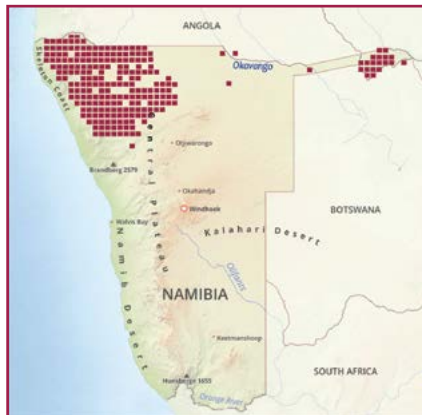 ANGOLA
Okavango
Skeleton Coast
Otjiwarongo
Central Plateau
Brandberg 2579
Okahandja
Windhoek
BOTSWANA
Walvis Bay
Kalahari Desert
Namib Desert
Olifants
NAMIBIA
Keetmanshoop
SOUTH AFRICA
Hunsberge 1655
Orange River